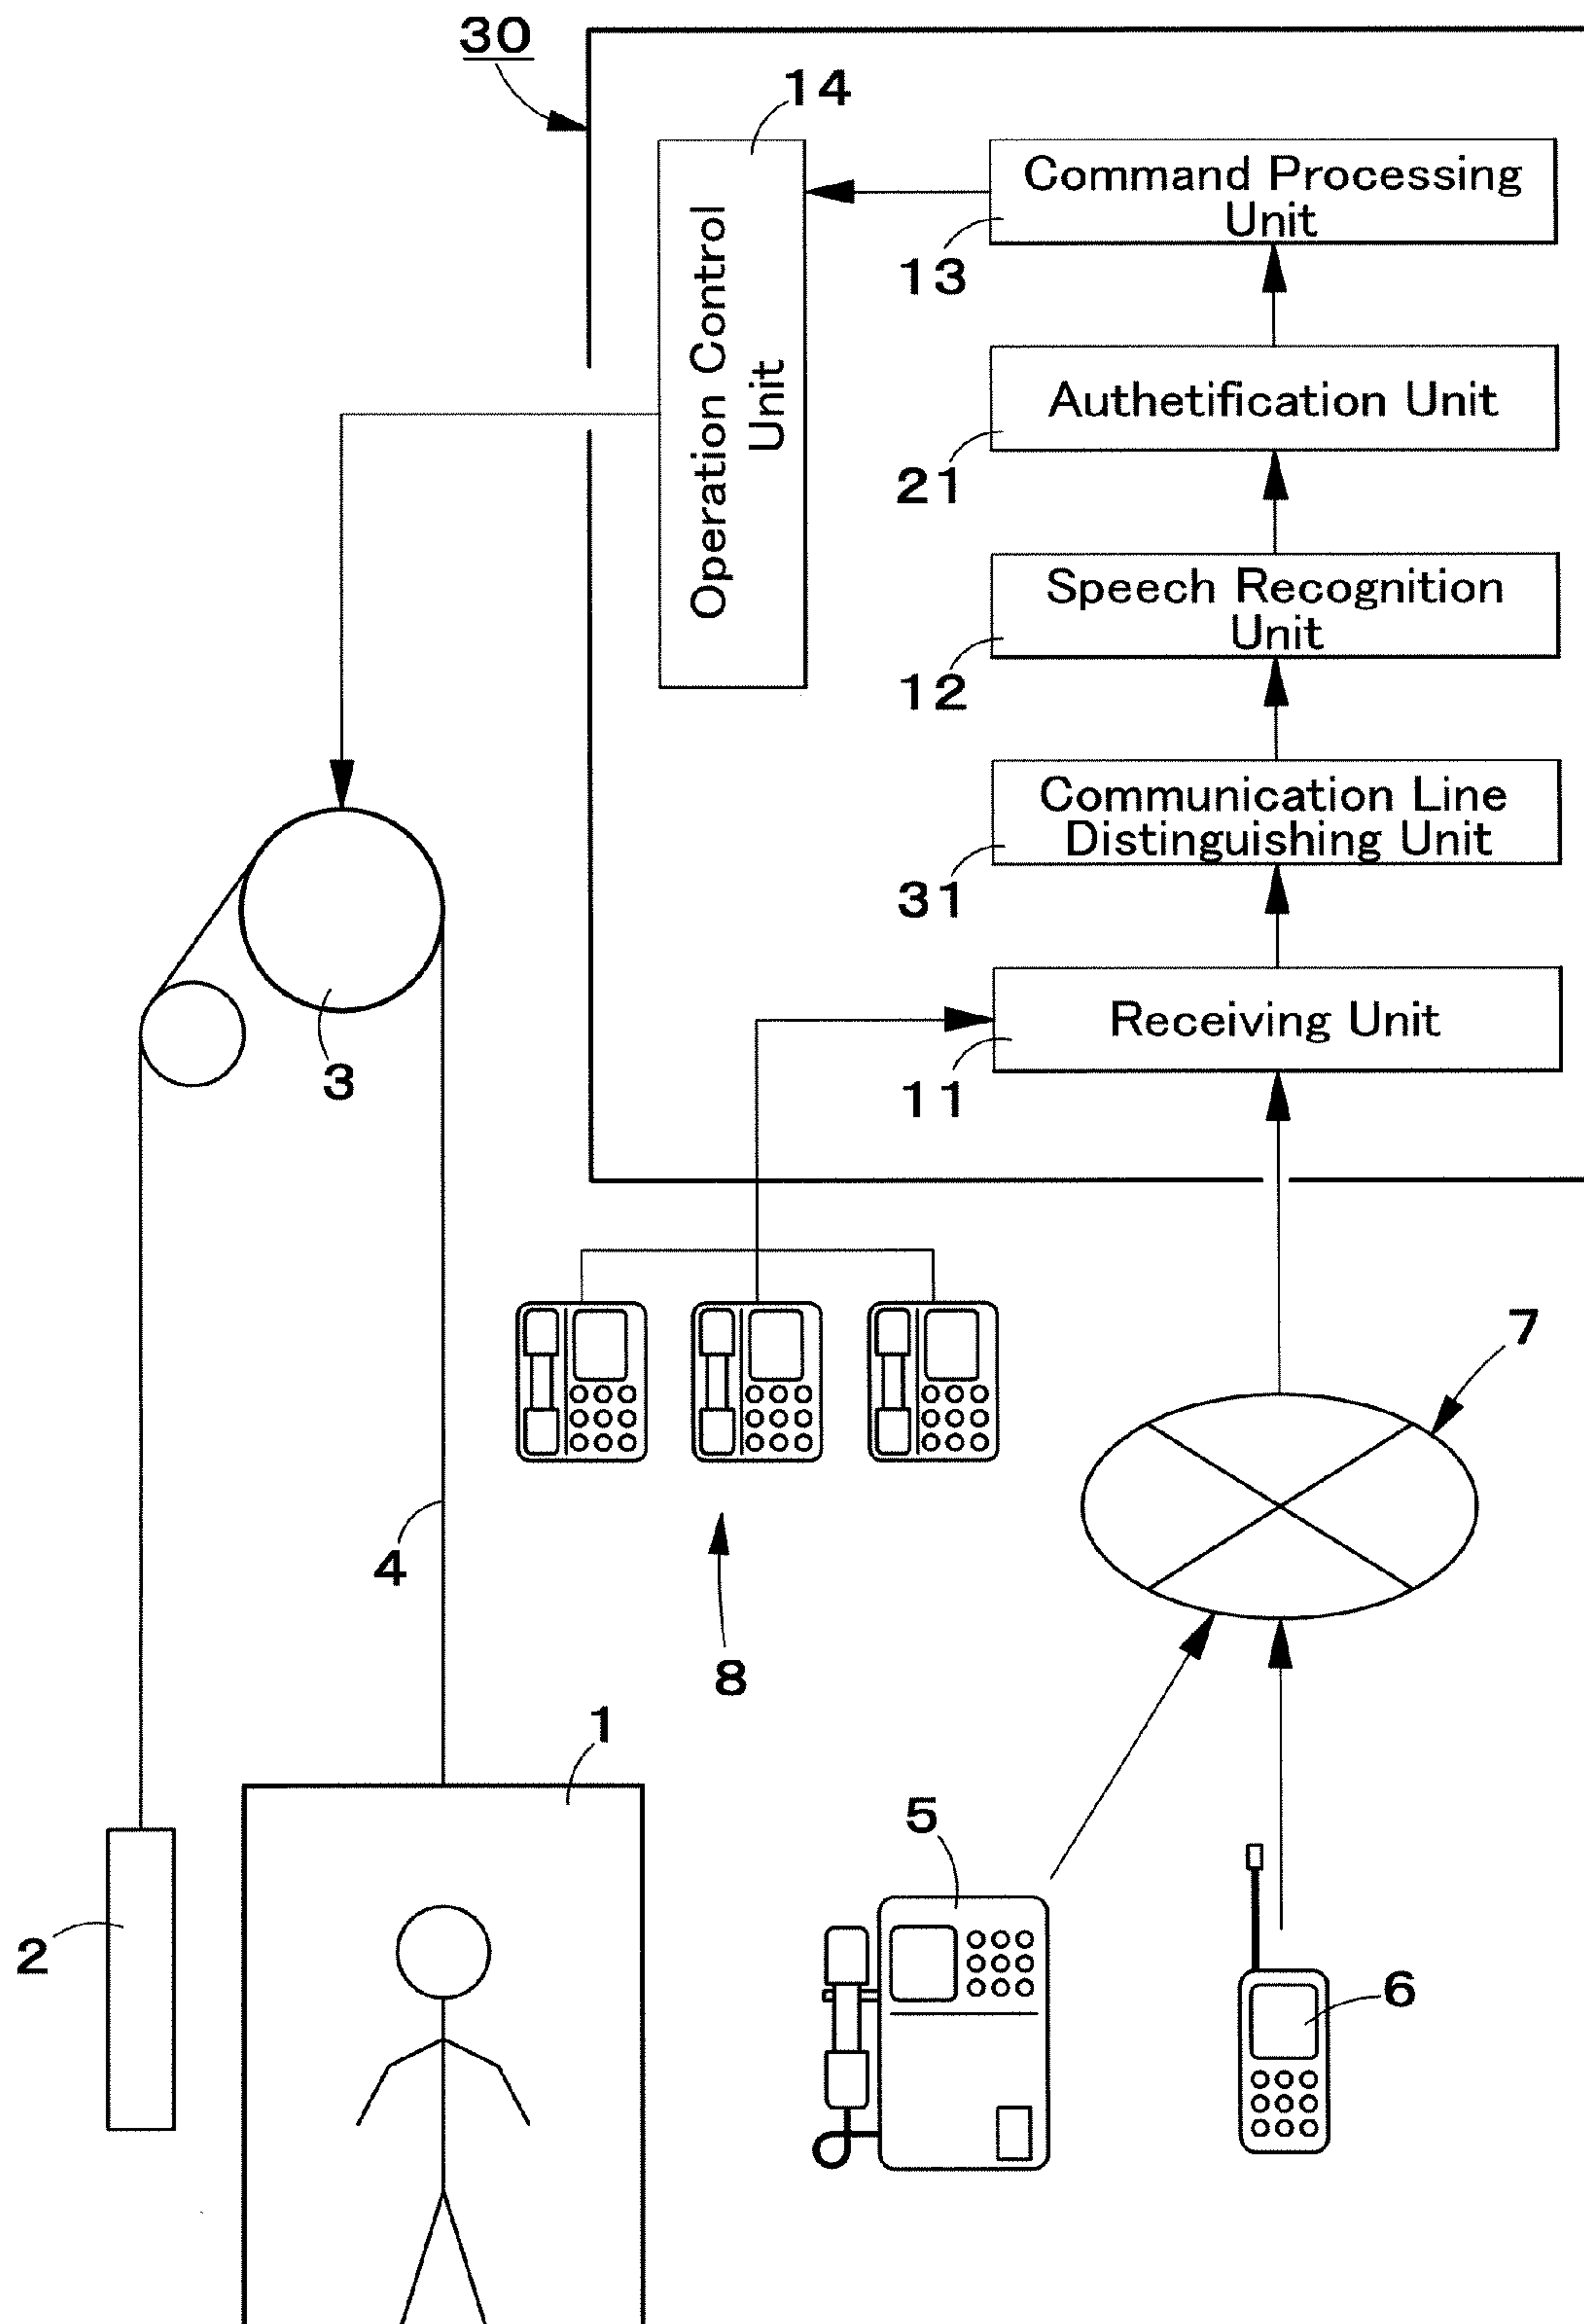 30
14
Command Processing
Unit
13
Operation Control
Unit
Authetification Unit
21
Speech Recognition
Unit
12
Communication Line
Distinguishing Unit
31
Receiving Unit
11
3
7
4
8
1
5
2
6